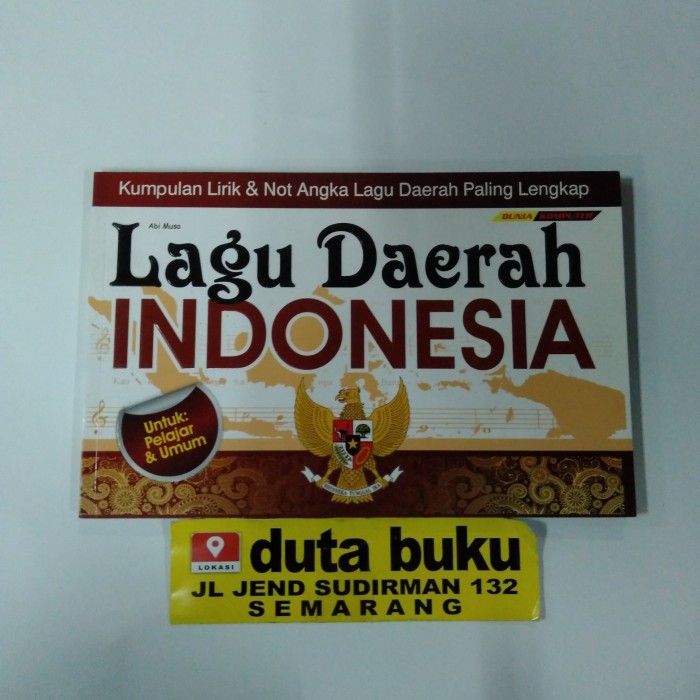 Kumpulan Lirik & Not Angka Lagu Daerah Paling Lengkap
Abi Musa
DUNIA KOMPUTER
Lagu Daerah
INDONESIA
Untuk:
Pelajar
& Umum
duta buku
LOKASI
JL JEND SUDIRMAN 132
SEMARANG